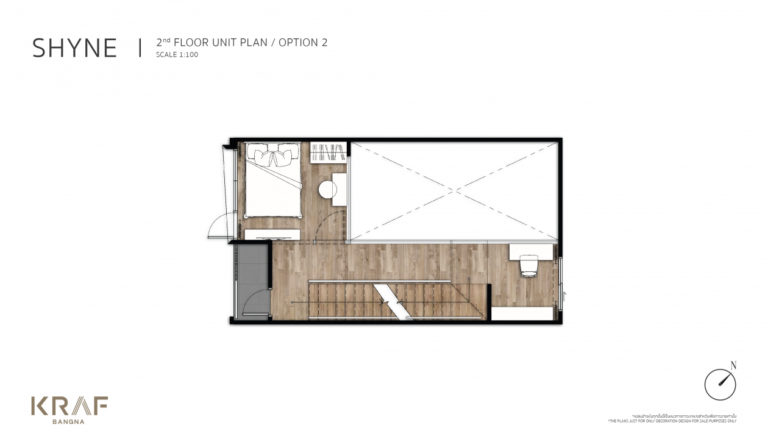 SHYNE | 2nd FLOOR UNIT PLAN / OPTION 2
SCALE 1:100
N
KRAF
BANGNA
*THE PLANS JUST FOR ONLY DECORATION DESIGN FOR SALE PURPOSES ONLY